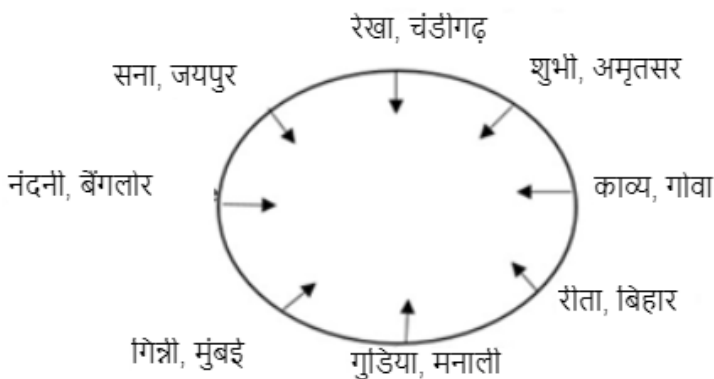 रेखा, चंडीगढ़
शुभी, अमृतसर
सना, जयपुर
नंदनी, बैंगलोर
काव्य, गोवा
रीता, बिहार
गिन्नी, मुंबई
गुडिया, मनाली